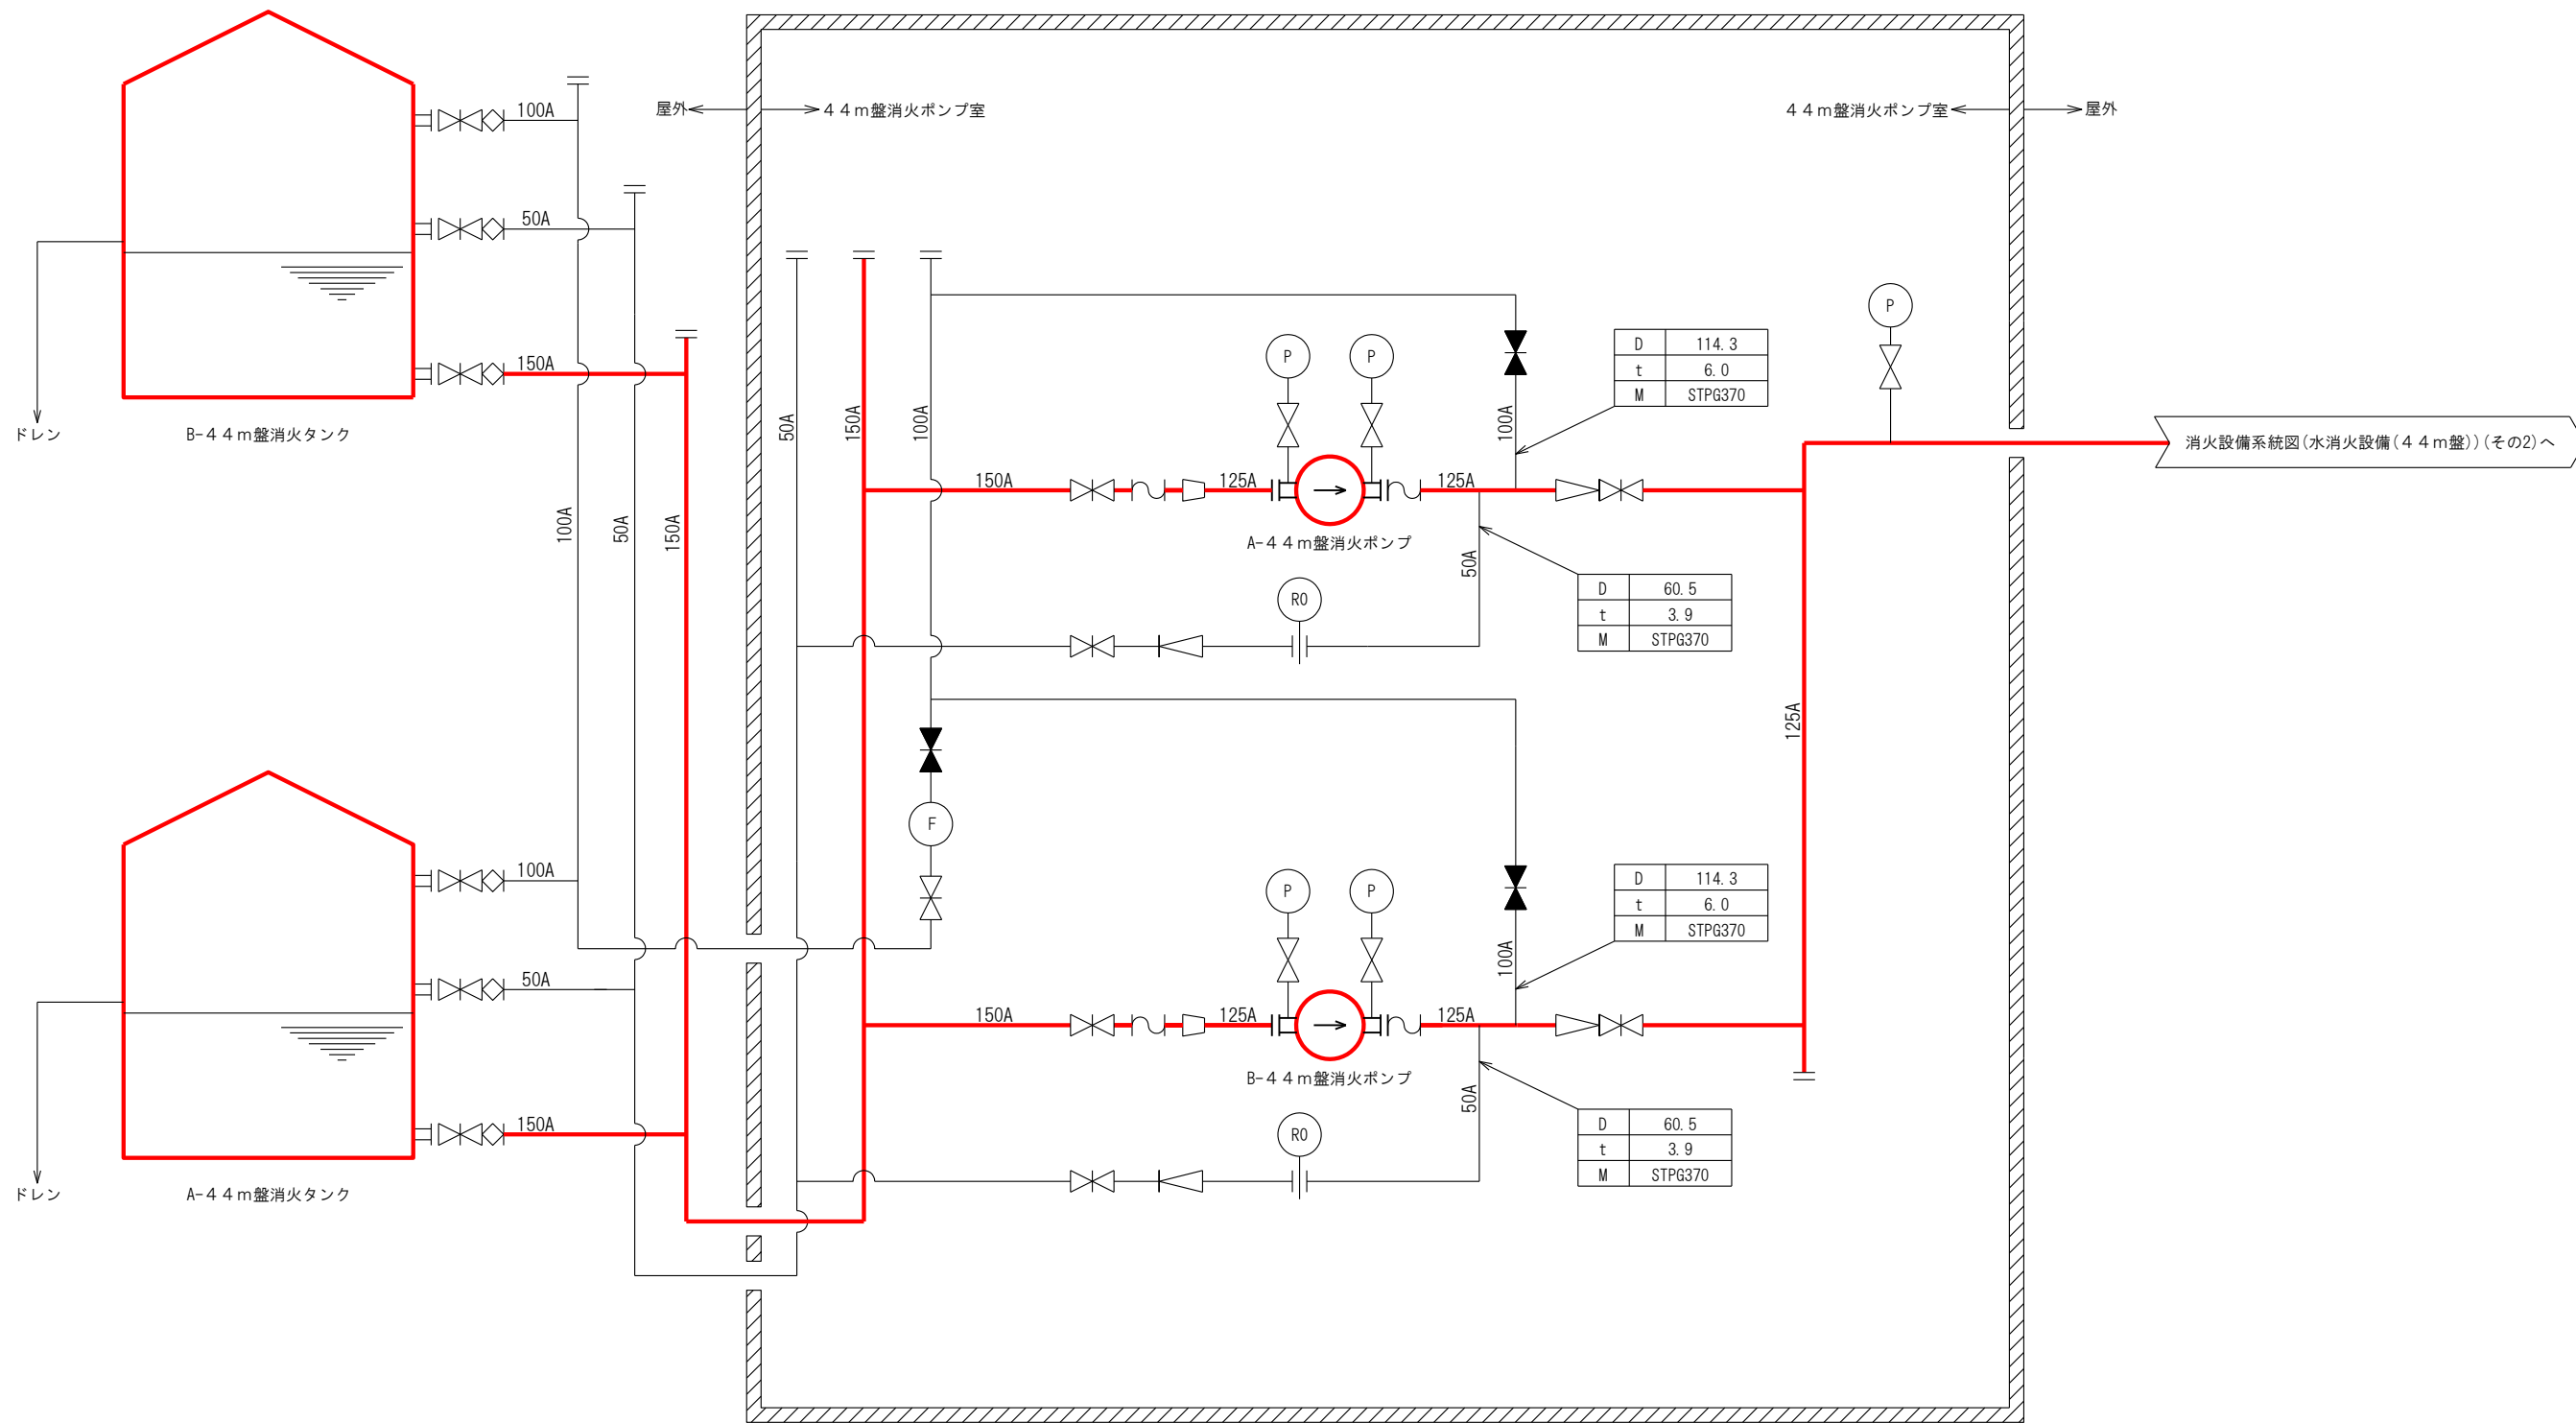 100A
屋外
44m盤消火ポンプ室
44m盤消火ポンプ室
屋外
50A
P
P
P
D 114.3
t 6.0
M STPG370
150A
ドレン
B-44m盤消火タンク
50A
150A
100A
100A
消火設備系統図(水消火設備(44m盤))(その2)へ
150A
125A
125A
100A
50A
150A
A-44m盤消火ポンプ
50A
D 60.5
t 3.9
M STPG370
RO
125A
F
100A
P
P
D 114.3
t 6.0
M STPG370
100A
50A
150A
125A
125A
B-44m盤消火ポンプ
50A
D 60.5
t 3.9
M STPG370
150A
RO
ドレン
A-44m盤消火タンク